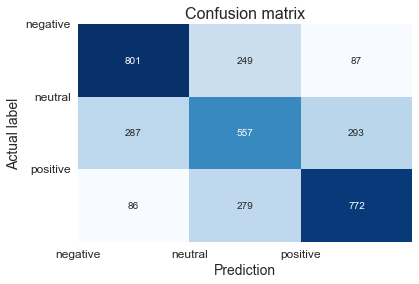 Confusion matrix
negative
801 249 87
neutral
287 557 293
positive
86 279 772
negative neutral positive
Prediction
Actual label